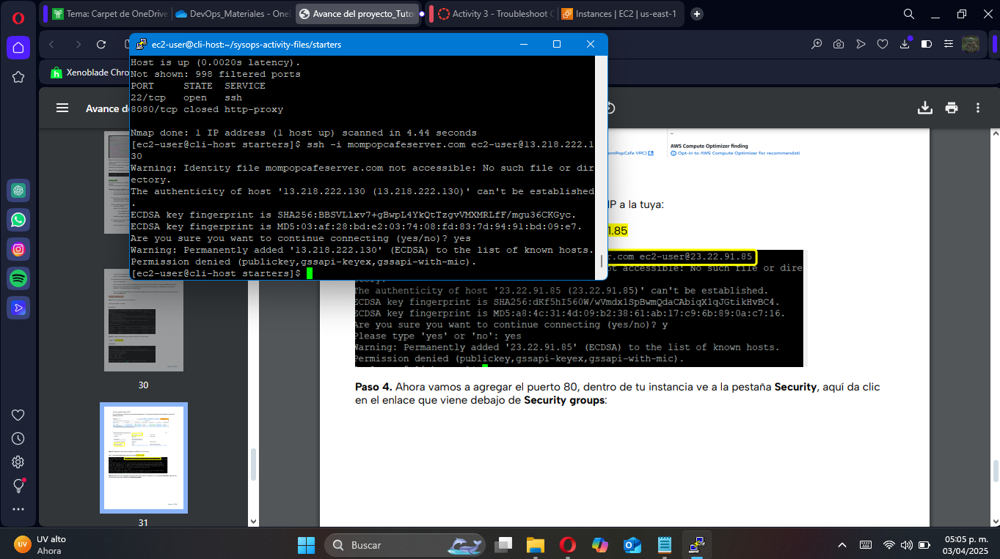 Tema: Carpet de OneDrive
DevOps_Materiales - One
Avance del proyecto_Tuto
Activity 3 - Troubleshoot C
Instances | EC2 | us-east-1
ec2-user@cli-host:~/sysops-activity-files/starters
Xenoblade Chro
Avance de
Host is up (0.0020s latency).
Not shown: 998 filtered ports
PORT     STATE  SERVICE
22/tcp   open   ssh
8080/tcp closed http-proxy
Nmap done: 1 IP address (1 host up) scanned in 4.44 seconds
[ec2-user@cli-host starters]$ ssh -i mompopcafeserver.com ec2-user@13.218.222.1
30
Warning: Identity file mompopcafeserver.com not accessible: No such file or dir
ectory.
The authenticity of host '13.218.222.130 (13.218.222.130)' can't be established
.
ECDSA key fingerprint is SHA256:BBSVLlxv7+gBwpL4YkQtTzgvVMXMRLfF/mgu36CKGyc.
ECDSA key fingerprint is MD5:03:af:28:bd:e2:03:74:08:fd:83:7d:94:91:bd:09:e7.
Are you sure you want to continue connecting (yes/no)? yes
Warning: Permanently added '13.218.222.130' (ECDSA) to the list of known hosts.
Permission denied (publickey,gssapi-keyex,gssapi-with-mic).
[ec2-user@cli-host starters]$
omPopCafe VPC)
–
AWS Compute Optimizer finding
Opt-in to AWS Compute Optimizer for recommendati
IP a la tuya:
1.85
r.com ec2-user@23.22.91.85
ot accessible: No such file or dire
ctory.
The authenticity of host '23.22.91.85 (23.22.91.85)' can't be established.
ECDSA key fingerprint is SHA256:dKf5hI560W/wVmdx1SpBwmQdaCAbiqX1qJGtikHvBC4.
ECDSA key fingerprint is MD5:a8:4c:31:4d:09:b2:38:61:ab:17:c9:6b:89:0a:c7:16.
Are you sure you want to continue connecting (yes/no)? y
Please type 'yes' or 'no': yes
Warning: Permanently added '23.22.91.85' (ECDSA) to the list of known hosts.
Permission denied (publickey,gssapi-keyex,gssapi-with-mic).
Paso 4. Ahora vamos a agregar el puerto 80, dentro de tu instancia ve a la pestaña Security, aquí da clic
en el enlace que viene debajo de Security groups:
30
31
UV
UV alto
Ahora
Buscar
05:05 p. m.
03/04/2025